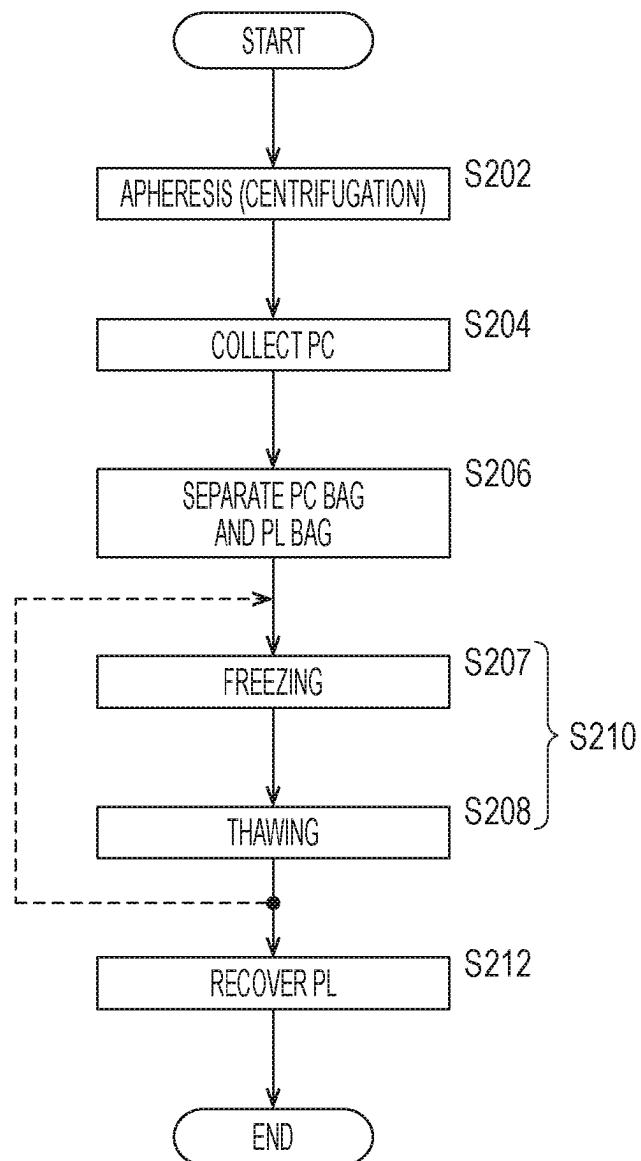 START
APHERESIS (CENTRIFUGATION)
S202
COLLECT PC
S204
SEPARATE PC BAG
AND PL BAG
S206
FREEZING
S207
S210
THAWING
S208
RECOVER PL
S212
END